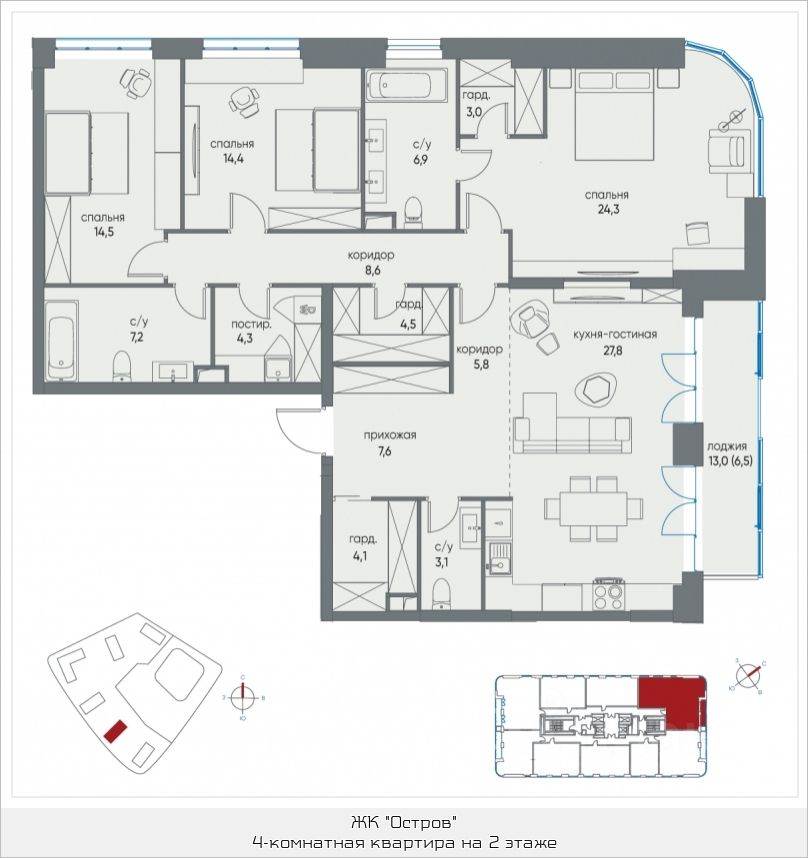 гард.
3,0
спальня
14,4
с/у
6,9
спальня
24,3
спальня
14,5
коридор
8,6
гард.
4,5
с/у
7,2
постир.
4,3
кухня-гостиная
27,8
коридор
5,8
прихожая
7,6
лоджия
13,0 (6,5)
гард.
4,1
с/у
3,1
С
З
В
Ю
З
С
Ю
В
ЖК "Остров"
4-комнатная квартира на 2 этаже